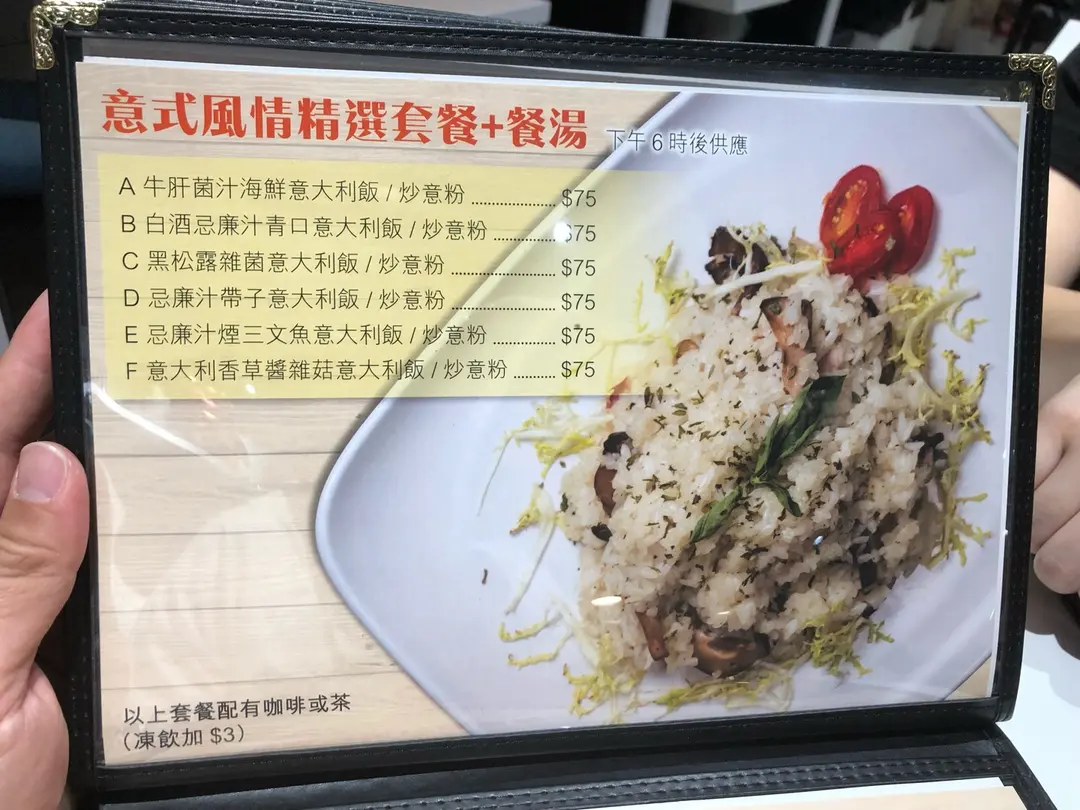 意式風情精選套餐+餐湯 下午6時後供應
A 牛肝菌汁海鮮意大利飯 / 炒意粉 .................... $75
B 白酒忌廉汁青口意大利飯 / 炒意粉 ............... $75
C 黑松露雜菌意大利飯 / 炒意粉 ......................... $75
D 忌廉汁帶子意大利飯 / 炒意粉 ......................... $75
E 忌廉汁煙三文魚意大利飯 / 炒意粉 ............... $75
F 意大利香草醬雜菇意大利飯 / 炒意粉 .......... $75
以上套餐配有咖啡或茶
(凍飲加 $3)